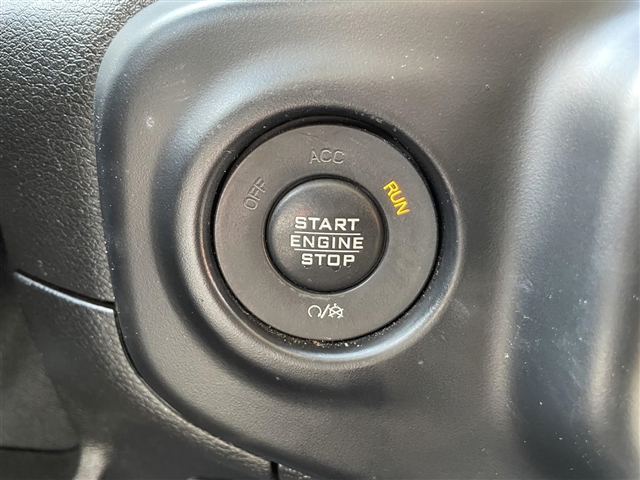 ACC
OFF
RUN
START
ENGINE
STOP